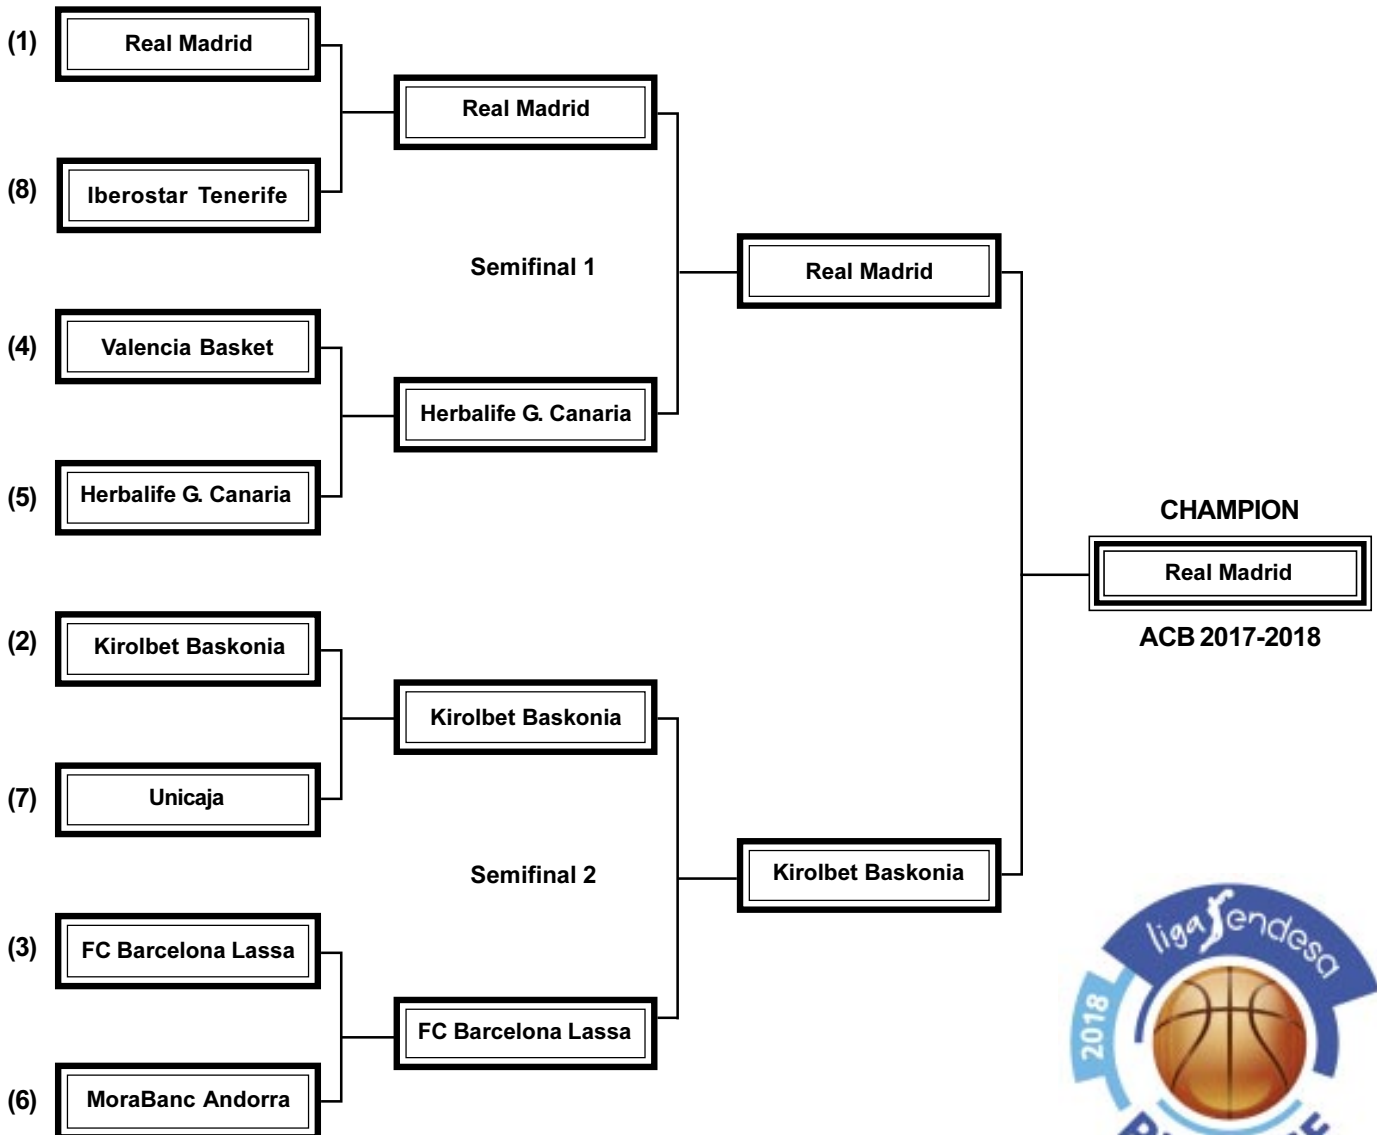 (1)
Real Madrid
Real Madrid
(8)
Iberostar Tenerife
Semifinal 1
Real Madrid
(4)
Valencia Basket
Herbalife G. Canaria
(5)
Herbalife G. Canaria
CHAMPION
Real Madrid
ACB 2017-2018
(2)
Kirolbet Baskonia
Kirolbet Baskonia
(7)
Unicaja
Semifinal 2
Kirolbet Baskonia
(3)
FC Barcelona Lassa
FC Barcelona Lassa
(6)
MoraBanc Andorra
liga endesa
2018